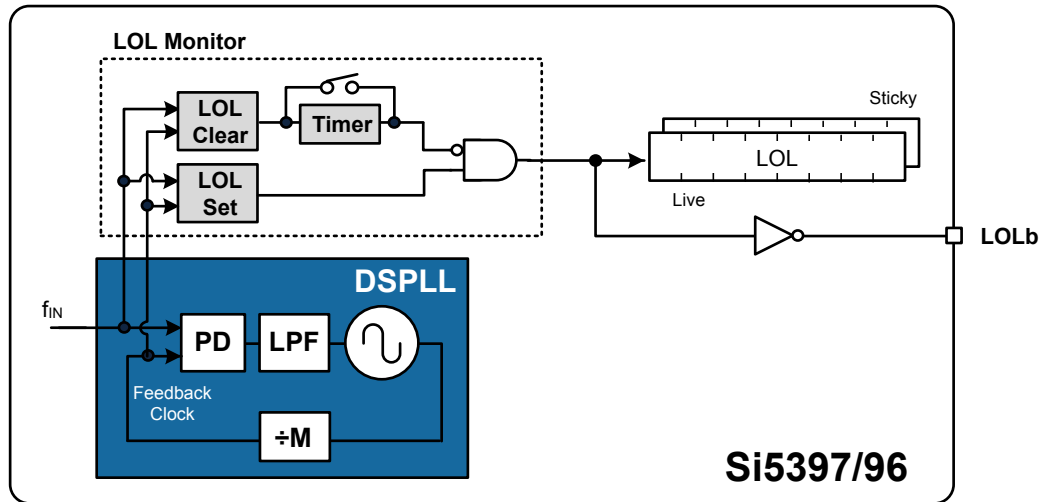 LOL Monitor
LOL
Clear
Timer
LOL
Set
Sticky
LOL
Live
LOLb
DSPLL
fIN
PD
LPF
Feedback
Clock
÷M
Si5397/96